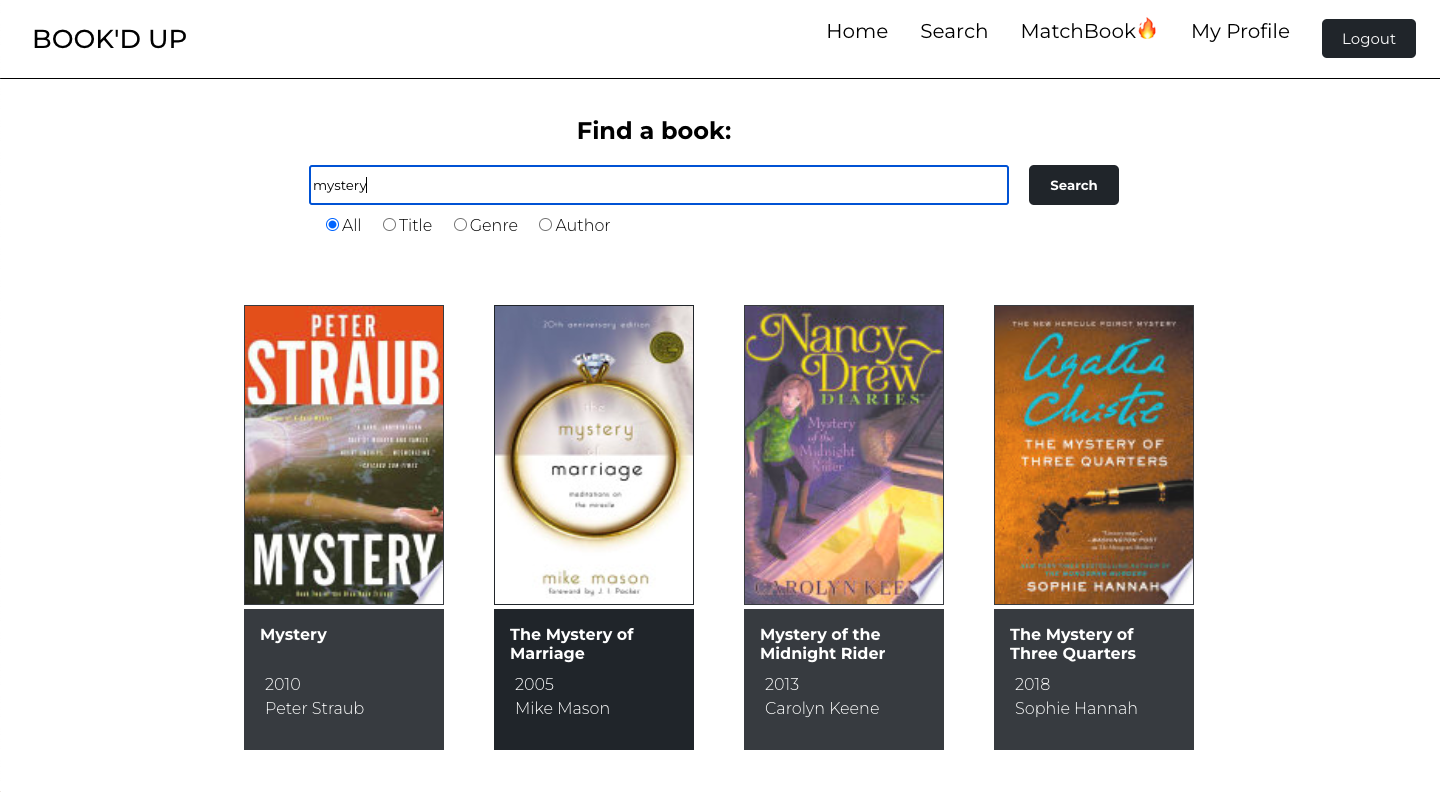 BOOK'D UP
Home
Search
MatchBook🔥
My Profile
Logout
Find a book:
mystery
Search
All
Title
Genre
Author
PETER
STRAUB
MYSTERY
20th anniversary edition
the
mystery
of
marriage
meditations on
the miracle
mike mason
foreword by J. I. Packer
Nancy
Drew
DIARIES
Mystery
of the
Midnight
Rider
THE NEW HERCULE POIROT MYSTERY
Agatha
Christie
THE MYSTERY OF
THREE QUARTERS
SOPHIE HANNAH
Mystery
2010
Peter Straub
The Mystery of
Marriage
2005
Mike Mason
Mystery of the
Midnight Rider
2013
Carolyn Keene
The Mystery of
Three Quarters
2018
Sophie Hannah